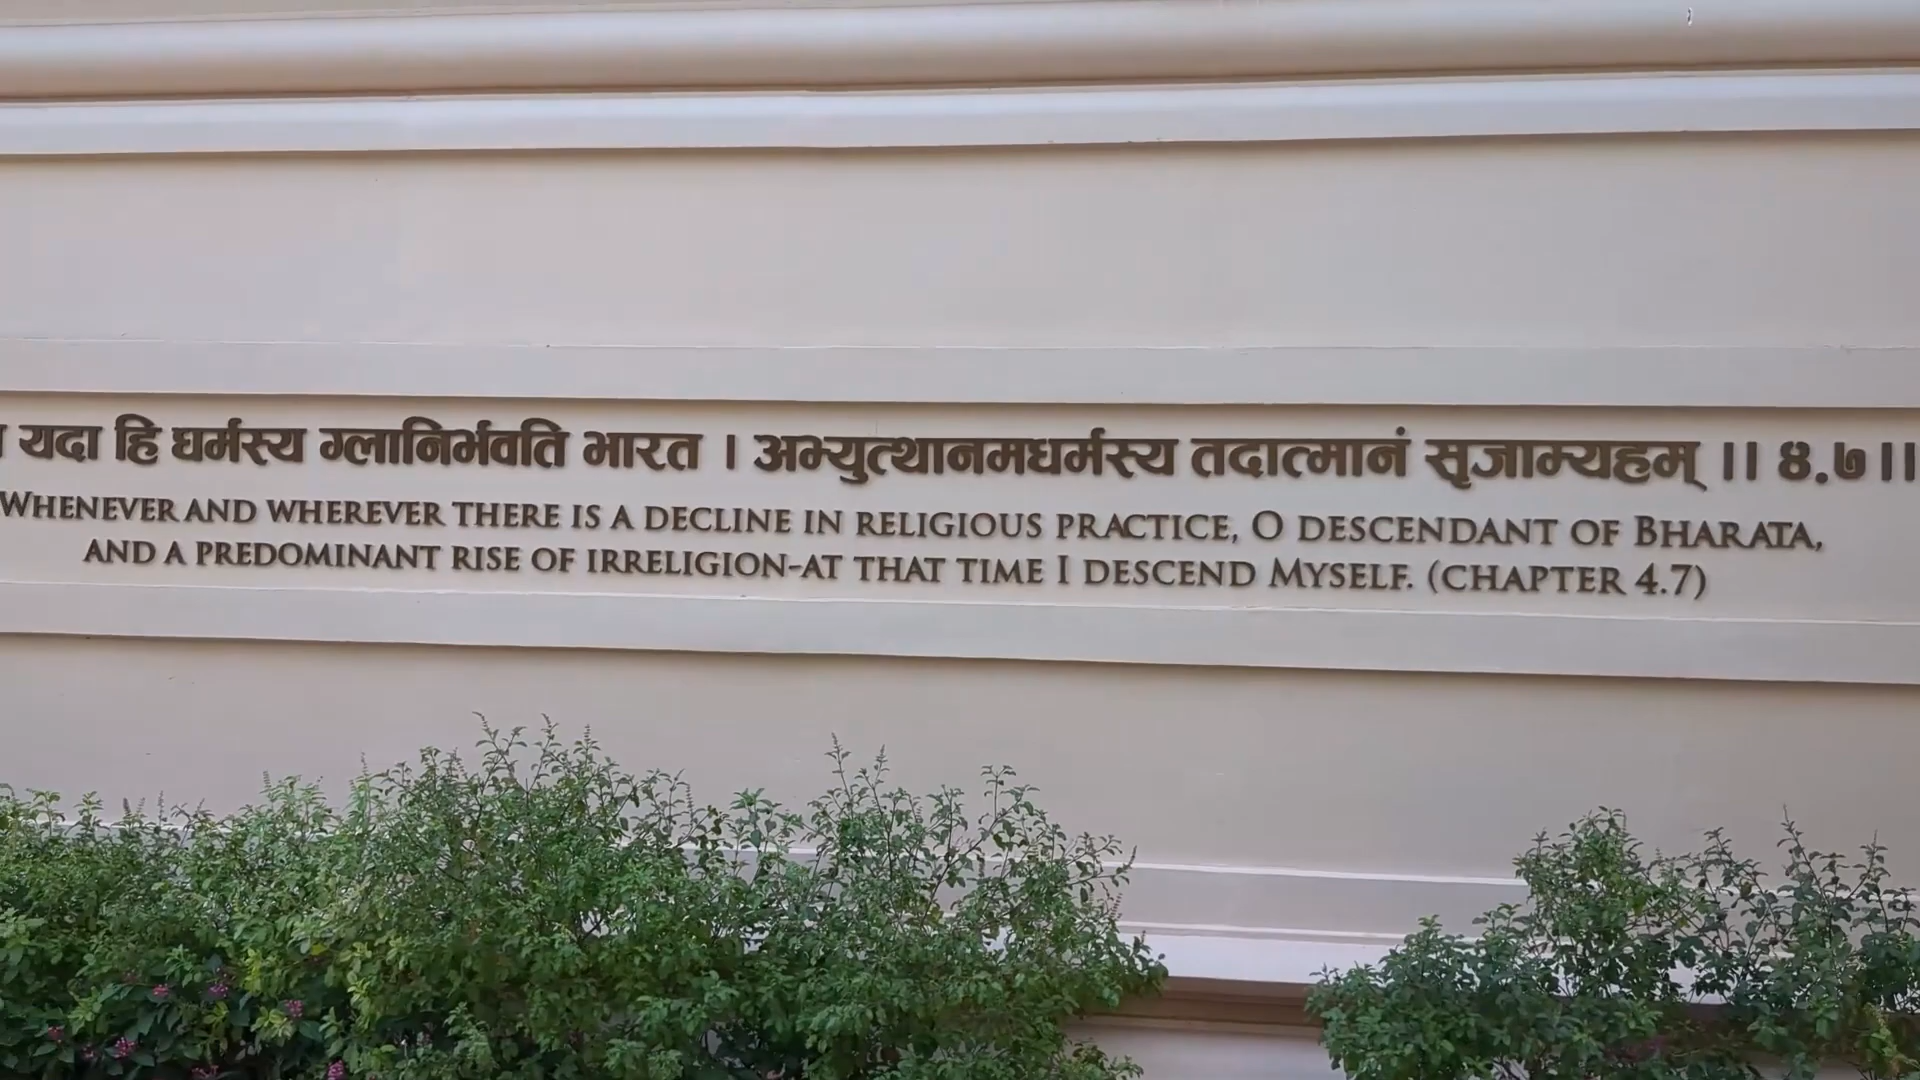 यदा हि धर्मस्य ग्लानिर्भवति भारत । अभ्युत्थानमधर्मस्य तदात्मानं सृजाम्यहम् ।। ४.७।।
WHENEVER AND WHEREVER THERE IS A DECLINE IN RELIGIOUS PRACTICE, O DESCENDANT OF BHARATA,
AND A PREDOMINANT RISE OF IRRELIGION-AT THAT TIME I DESCEND MYSELF. (CHAPTER 4.7)